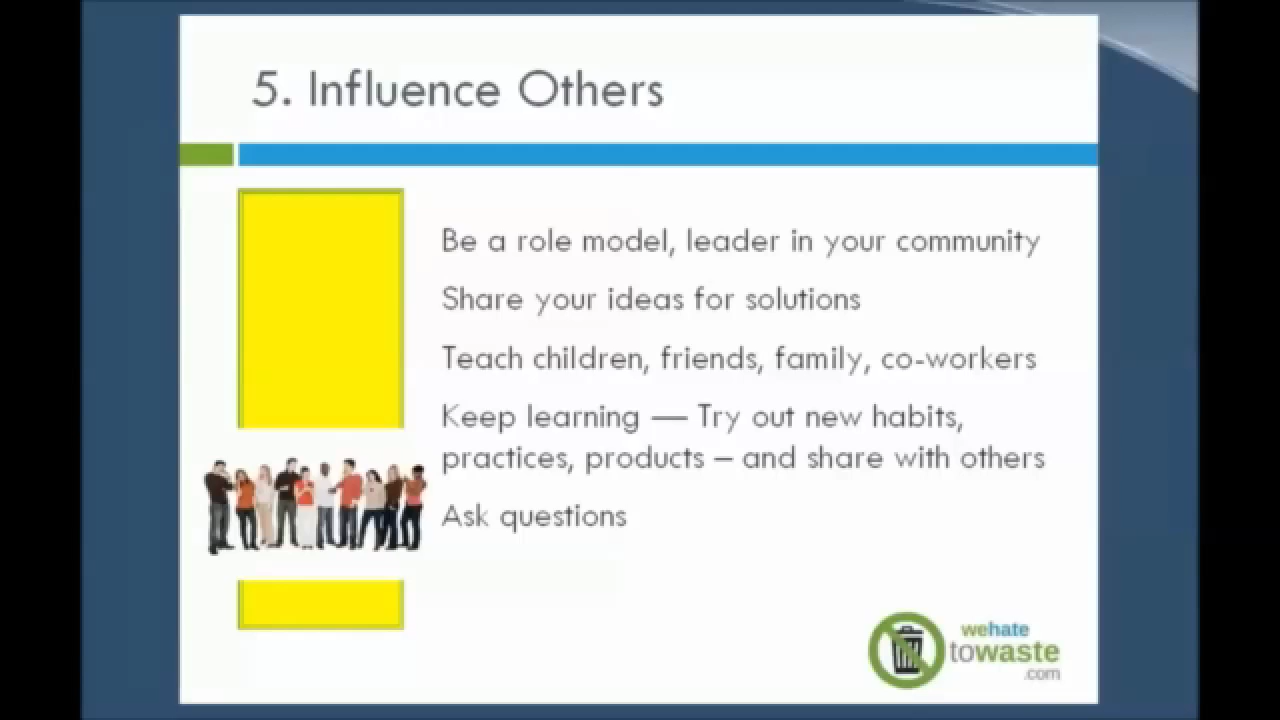 5. Influence Others
Be a role model, leader in your community
Share your ideas for solutions
Teach children, friends, family, co-workers
Keep learning — Try out new habits,
practices, products – and share with others
Ask questions
wehate
towaste
.com